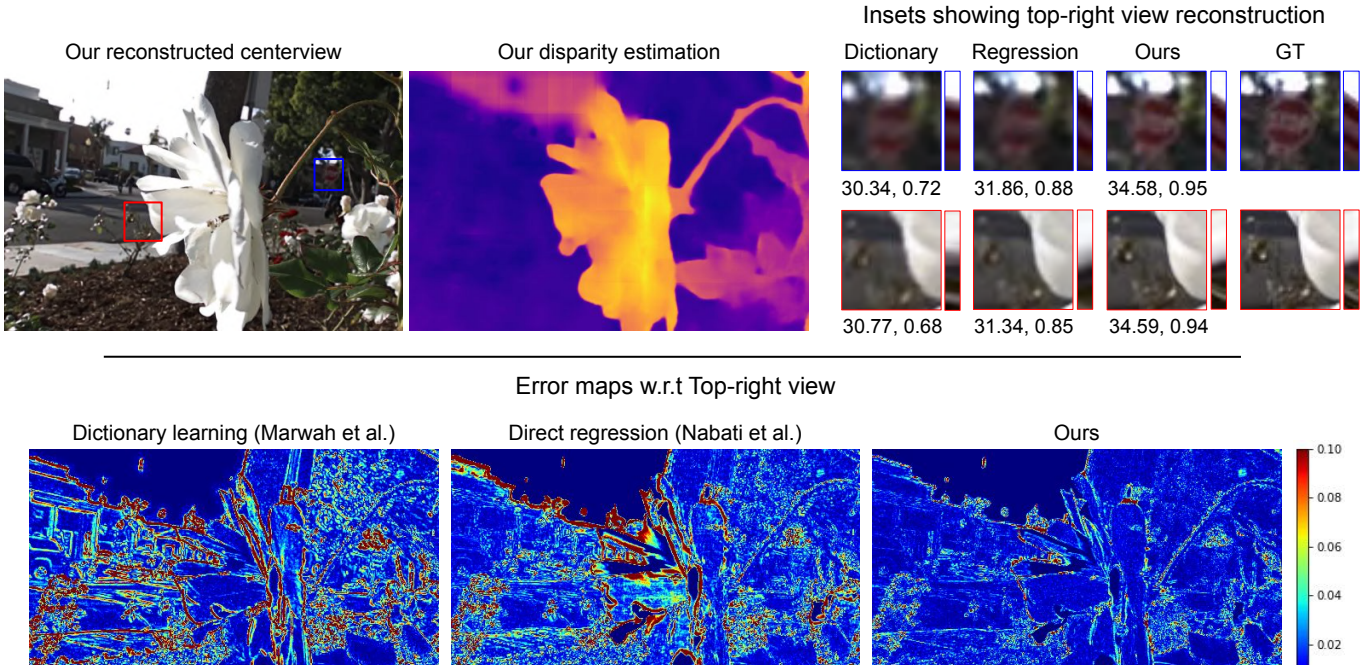 Insets showing top-right view reconstruction
Our reconstructed centerview
Our disparity estimation
Dictionary
Regression
Ours
GT
30.34, 0.72
31.86, 0.88
34.58, 0.95
30.77, 0.68
31.34, 0.85
34.59, 0.94
Error maps w.r.t Top-right view
Dictionary learning (Marwah et al.)
Direct regression (Nabati et al.)
Ours
0.10
0.08
0.06
0.04
0.02